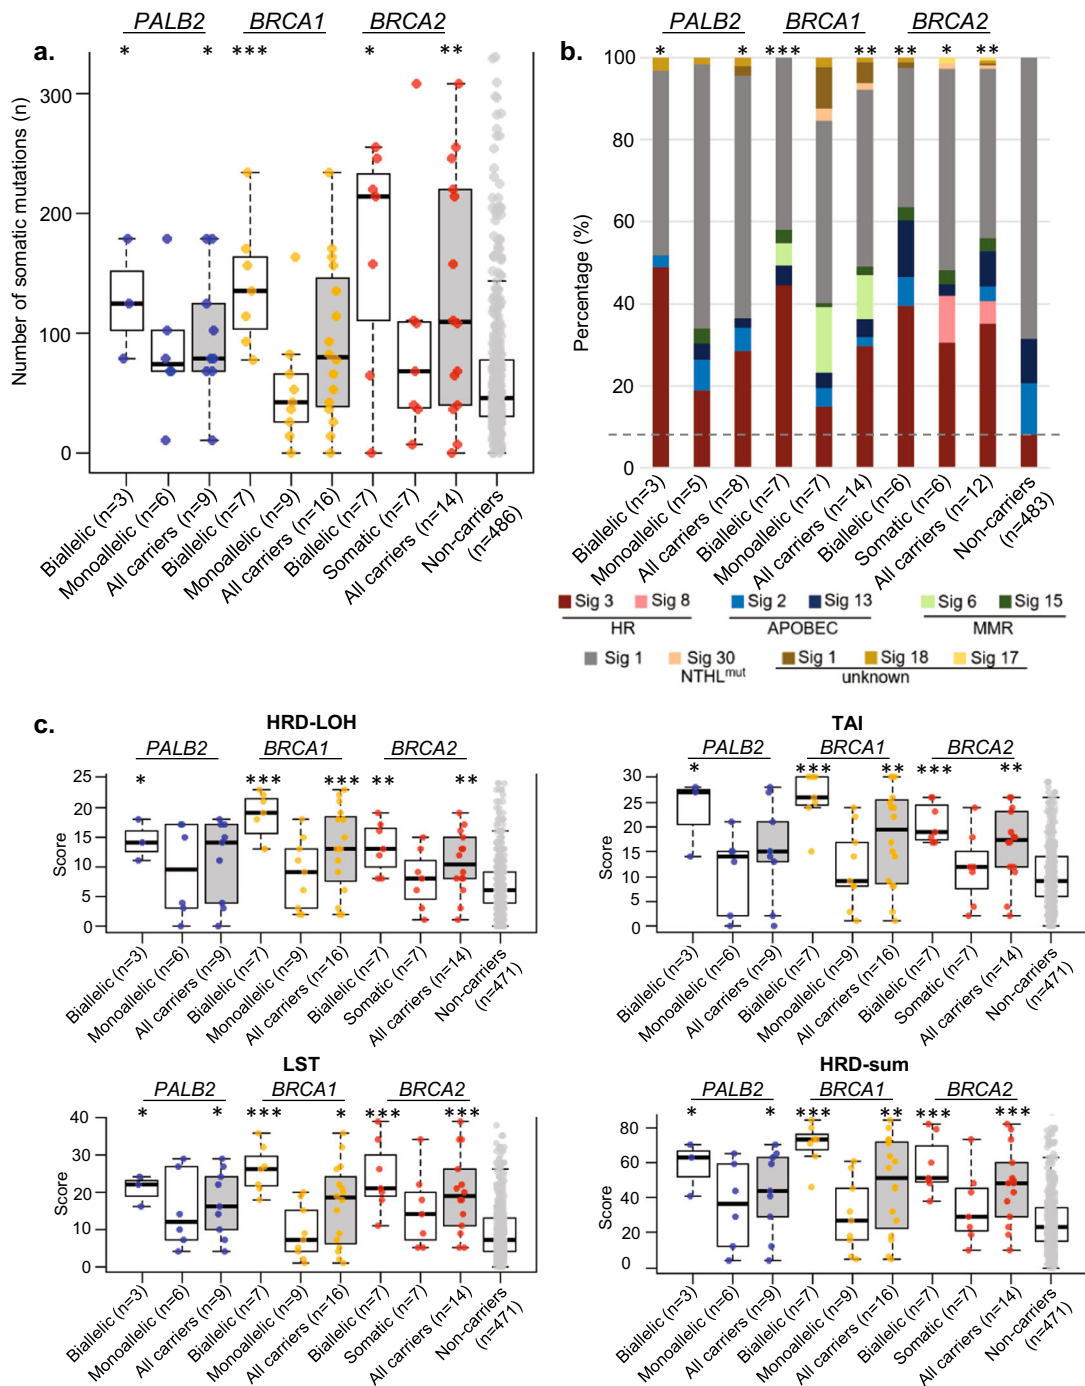 a.
PALB2 BRCA1 BRCA2
* * *** * **
Number of somatic mutations (n)
300
200
100
0
Biallelic (n=3)
Monoallelic (n=6)
All carriers (n=9)
Biallelic (n=7)
Monoallelic (n=9)
All carriers (n=16)
Biallelic (n=7)
Somatic (n=7)
All carriers (n=14)
Non-carriers
(n=486)
b.
PALB2 BRCA1 BRCA2
* * *** ** ** * **
Percentage (%)
100
80
60
40
20
0
Biallelic (n=3)
Monoallelic (n=5)
All carriers (n=8)
Biallelic (n=7)
Monoallelic (n=7)
All carriers (n=14)
Biallelic (n=6)
Somatic (n=6)
All carriers (n=12)
Non-carriers
(n=483)
Sig 3 Sig 8 Sig 2 Sig 13 Sig 6 Sig 15
HR APOBEC MMR
Sig 1 Sig 30 Sig 1 Sig 18 Sig 17
NTHLmut unknown
c.
HRD-LOH
PALB2 BRCA1 BRCA2
* *** *** ** **
Score
25
20
15
10
5
0
Biallelic (n=3)
Monoallelic (n=6)
All carriers (n=9)
Biallelic (n=7)
Monoallelic (n=9)
All carriers (n=16)
Biallelic (n=7)
Somatic (n=7)
All carriers (n=14)
Non-carriers
(n=471)
TAI
PALB2 BRCA1 BRCA2
* *** ** *** **
Score
30
25
20
15
10
5
0
Biallelic (n=3)
Monoallelic (n=6)
All carriers (n=9)
Biallelic (n=7)
Monoallelic (n=9)
All carriers (n=16)
Biallelic (n=7)
Somatic (n=7)
All carriers (n=14)
Non-carriers
(n=471)
LST
PALB2 BRCA1 BRCA2
* * *** * *** ***
Score
40
30
20
10
0
Biallelic (n=3)
Monoallelic (n=6)
All carriers (n=9)
Biallelic (n=7)
Monoallelic (n=9)
All carriers (n=16)
Biallelic (n=7)
Somatic (n=7)
All carriers (n=14)
Non-carriers
(n=471)
HRD-sum
PALB2 BRCA1 BRCA2
* * *** ** *** ***
Score
80
60
40
20
0
Biallelic (n=3)
Monoallelic (n=6)
All carriers (n=9)
Biallelic (n=7)
Monoallelic (n=9)
All carriers (n=16)
Biallelic (n=7)
Somatic (n=7)
All carriers (n=14)
Non-carriers
(n=471)